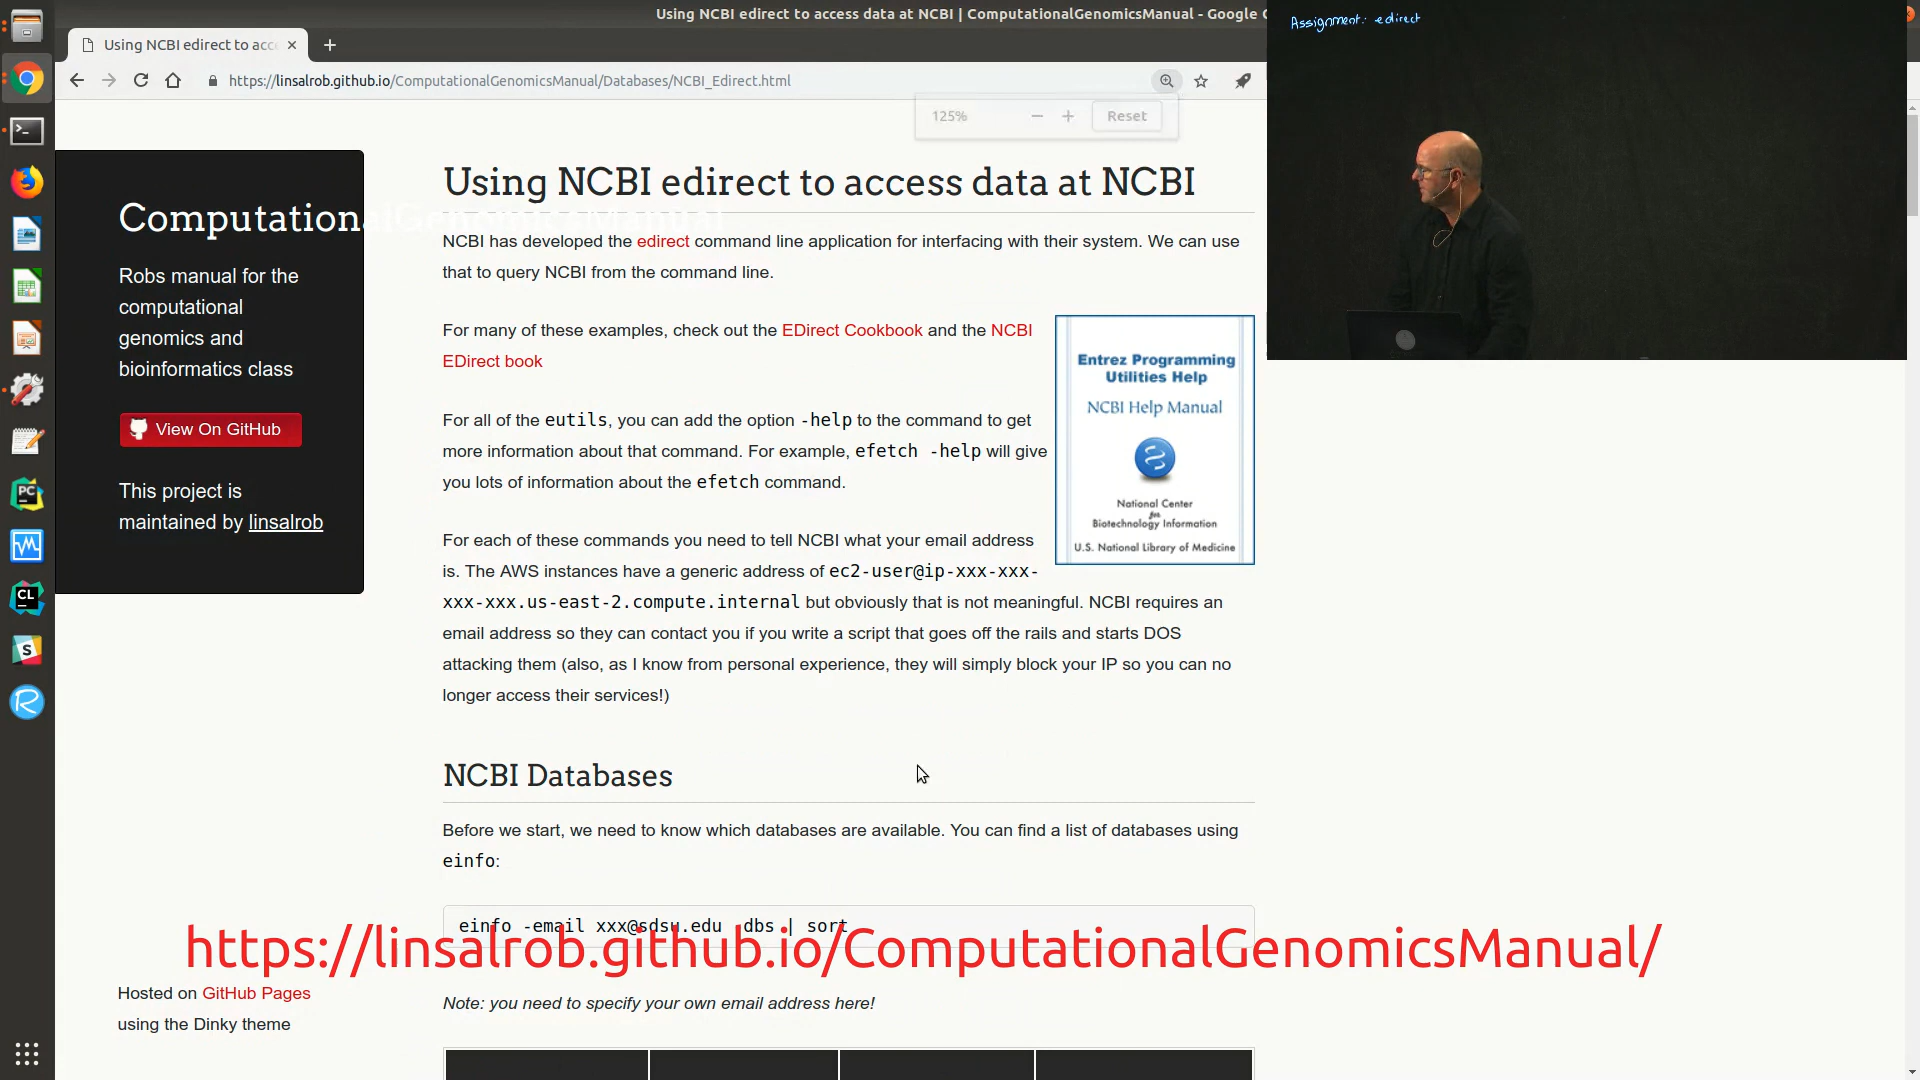 Using NCBI edirect to access data at NCBI | ComputationalGenomicsManual - Google C
Assignment: edirect
Using NCBI edirect to acce
https://linsalrob.github.io/ComputationalGenomicsManual/Databases/NCBI_Edirect.html
125%
Reset
ComputationalGenomicsManual
Robs manual for the
computational
genomics and
bioinformatics class
View On GitHub
This project is
maintained by linsalrob
Hosted on GitHub Pages
using the Dinky theme
Using NCBI edirect to access data at NCBI
NCBI has developed the edirect command line application for interfacing with their system. We can use
that to query NCBI from the command line.
For many of these examples, check out the EDirect Cookbook and the NCBI
EDirect book
For all of the eutils, you can add the option -help to the command to get
more information about that command. For example, efetch -help will give
you lots of information about the efetch command.
Entrez Programming
Utilities Help
NCBI Help Manual
National Center
for
Biotechnology Information
U.S. National Library of Medicine
For each of these commands you need to tell NCBI what your email address
is. The AWS instances have a generic address of ec2-user@ip-xxx-xxx-
xxx-xxx.us-east-2.compute.internal but obviously that is not meaningful. NCBI requires an
email address so they can contact you if you write a script that goes off the rails and starts DOS
attacking them (also, as I know from personal experience, they will simply block your IP so you can no
longer access their services!)
NCBI Databases
Before we start, we need to know which databases are available. You can find a list of databases using
einfo:
einfo -email xxx@sdsu.edu -dbs | sort
https://linsalrob.github.io/ComputationalGenomicsManual/
Note: you need to specify your own email address here!
PC
CL
S
R